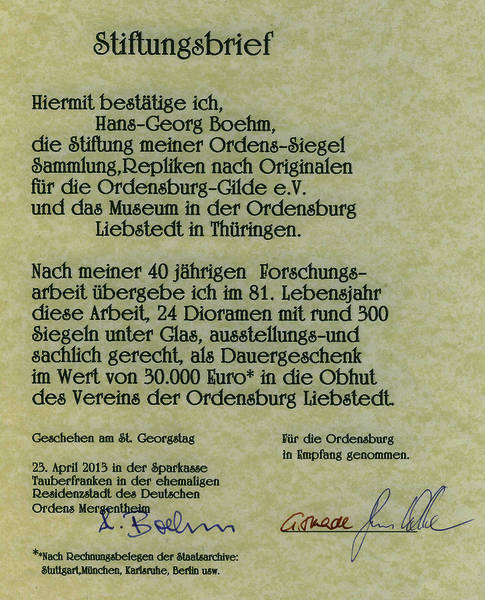 Stiftungsbrief
Hiermit bestätige ich,
Hans-Georg Boehm,
die Stiftung meiner Ordens-Siegel
Sammlung,Repliken nach Originalen
für die Ordensburg-Gilde e.V.
und das Museum in der Ordensburg
Liebstedt in Thüringen.
Nach meiner 40 jährigen Forschungs-
arbeit übergebe ich im 81. Lebensjahr
diese Arbeit, 24 Dioramen mit rund 300
Siegeln unter Glas, ausstellungs-und
sachlich gerecht, als Dauergeschenk
im Wert von 30.000 Euro* in die Obhut
des Vereins der Ordensburg Liebstedt.
Geschehen am St. Georgstag
23. April 2013 in der Sparkasse
Tauberfranken in der ehemaligen
Residenzstadt des Deutschen
Ordens Mergentheim
Boehm
Für die Ordensburg
in Empfang genommen.
**Nach Rechnungsbelegen der Staatsarchive:
Stuttgart,München, Karlsruhe, Berlin usw.